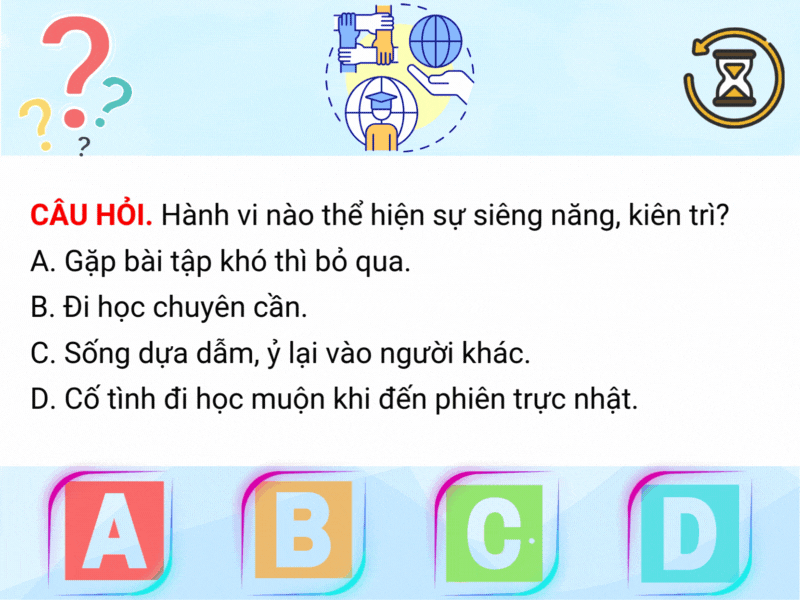 CÂU HỎI. Hành vi nào thể hiện sự siêng năng, kiên trì?
A. Gặp bài tập khó thì bỏ qua.
B. Đi học chuyên cần.
C. Sống dựa dẫm, ỷ lại vào người khác.
D. Cố tình đi học muộn khi đến phiên trực nhật.
A B C D